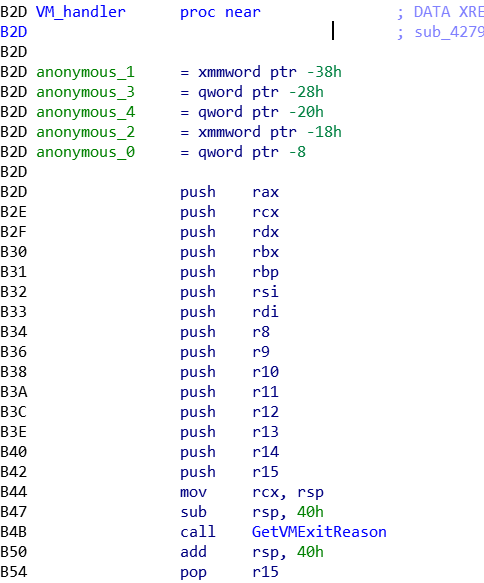 B2D VM_handler proc near ; DATA XRE
B2D ; sub_4279
B2D
B2D anonymous_1 = xmmword ptr -38h
B2D anonymous_3 = qword ptr -28h
B2D anonymous_4 = qword ptr -20h
B2D anonymous_2 = xmmword ptr -18h
B2D anonymous_0 = qword ptr -8
B2D
B2D push rax
B2E push rcx
B2F push rdx
B30 push rbx
B31 push rbp
B32 push rsi
B33 push rdi
B34 push r8
B36 push r9
B38 push r10
B3A push r11
B3C push r12
B3E push r13
B40 push r14
B42 push r15
B44 mov rcx, rsp
B47 sub rsp, 40h
B4B call GetVMExitReason
B50 add rsp, 40h
B54 pop r15